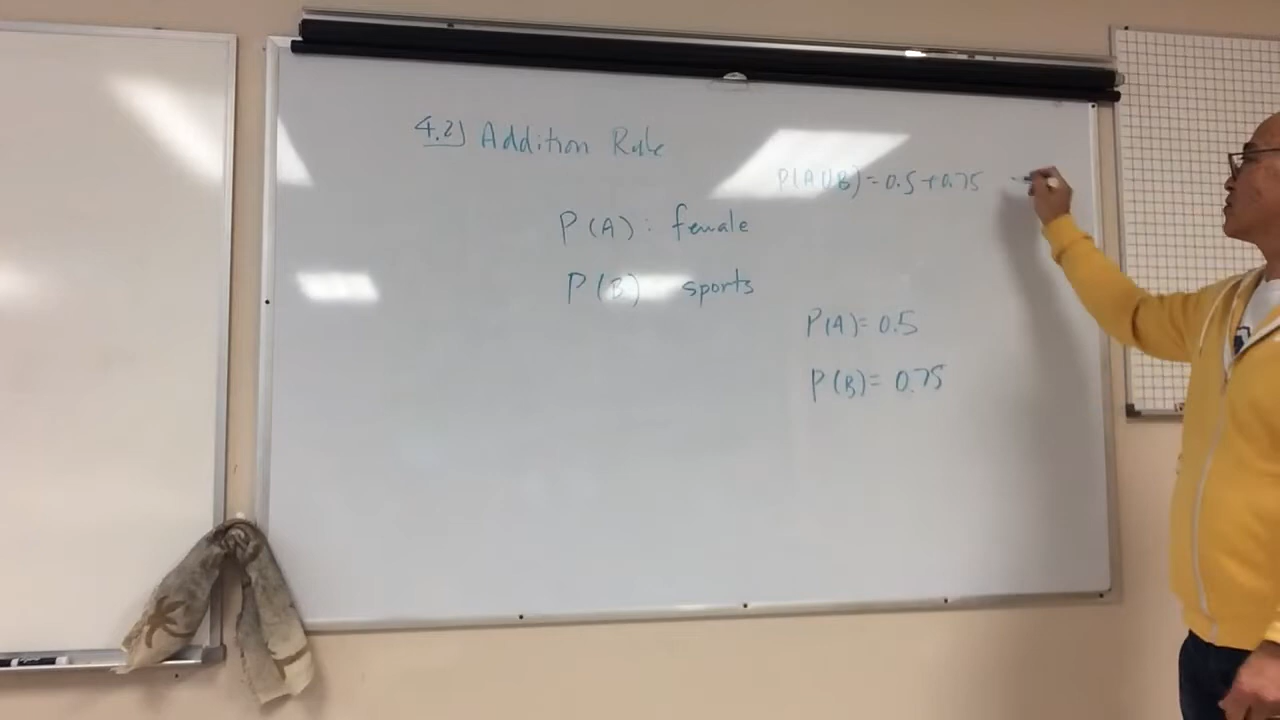 4.2) Addition Rule
P(A∪B) = 0.5 + 0.75 -
P(A): female
P(B) sports
P(A) = 0.5
P(B) = 0.75